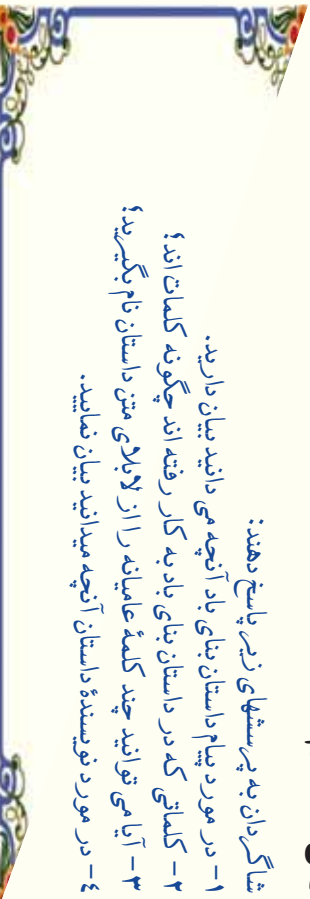 شاگردان به پرسشهای زیر پاسخ دهند:
۱- در مورد پیام داستان بنای باد آنچه می دانید بیان دارید.
۲- کلماتی که در داستان بنای باد به کار رفته اند چگونه کلمات اند؟
۳- آیا می توانید چند کلمهٔ عامیانه را از لابلای متن داستان نام بگیرید؟
۴- در مورد نویسندهٔ داستان آنچه میدانید بیان نمایید.